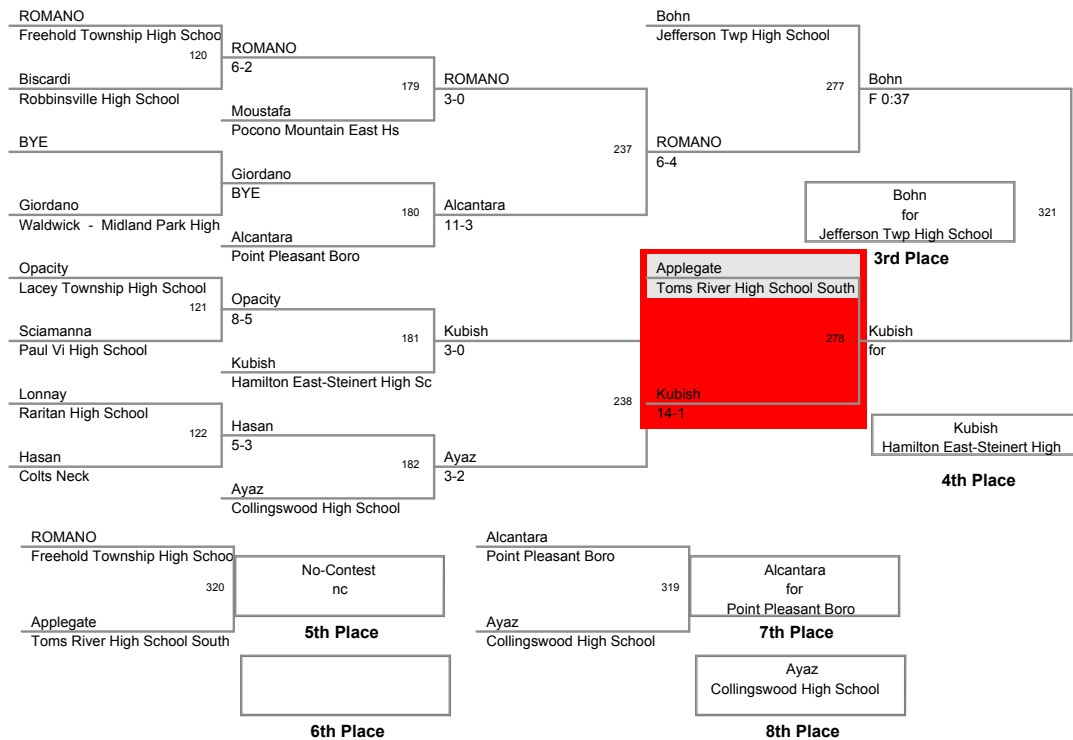 ROMANO
Freehold Township High Schoo
120
Biscardi
Robbinsville High School
BYE
Giordano
Waldwick - Midland Park High
Opacity
Lacey Township High School
121
Sciamanna
Paul Vi High School
Lonnay
Raritan High School
122
Hasan
Colts Neck
ROMANO
6-2
179
Moustafa
Pocono Mountain East Hs
Giordano
BYE
180
Alcantara
Point Pleasant Boro
Opacity
8-5
181
Kubish
Hamilton East-Steinert High Sc
Hasan
5-3
182
Ayaz
Collingswood High School
ROMANO
3-0
237
Alcantara
11-3
Kubish
3-0
238
Ayaz
3-2
Bohn
Jefferson Twp High School
277
ROMANO
6-4
Applegate
Toms River High School South
278
Kubish
14-1
Bohn
F 0:37
321
Kubish
for
Bohn
for
Jefferson Twp High School
3rd Place
Kubish
Hamilton East-Steinert High
4th Place
ROMANO
Freehold Township High Schoo
320
Applegate
Toms River High School South
No-Contest
nc
5th Place
6th Place
Alcantara
Point Pleasant Boro
319
Ayaz
Collingswood High School
Alcantara
for
Point Pleasant Boro
7th Place
Ayaz
Collingswood High School
8th Place